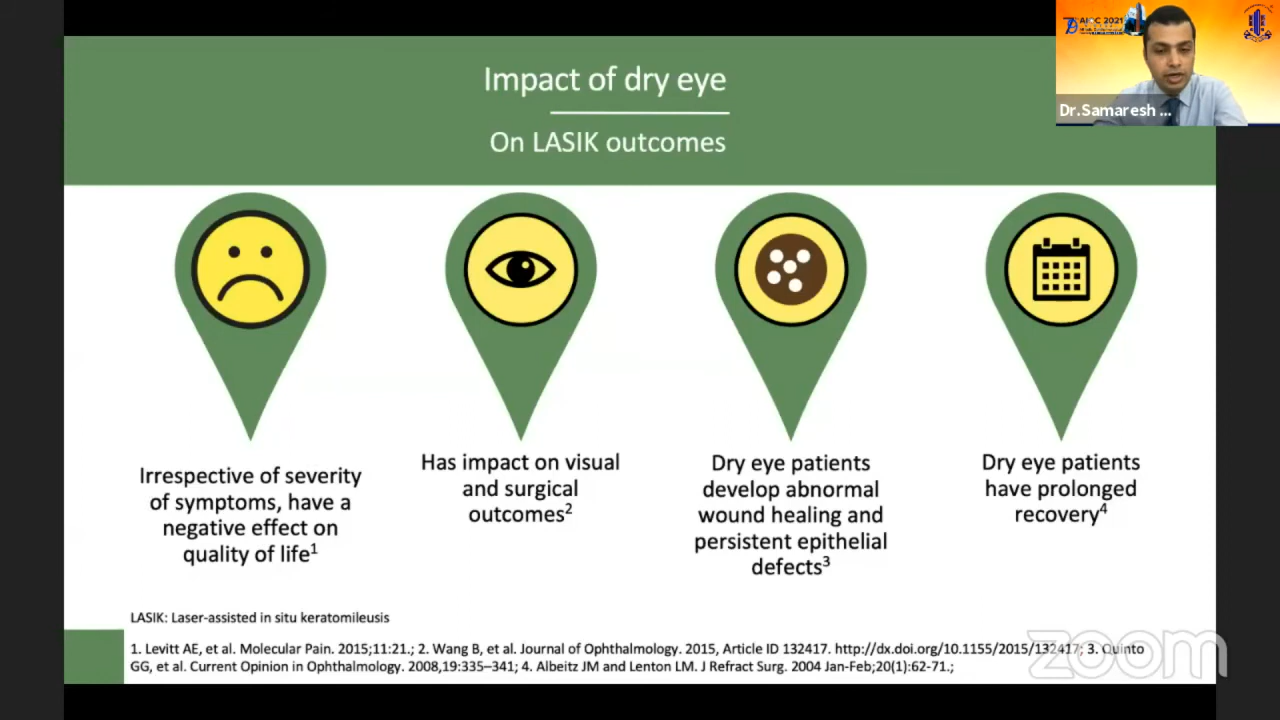 Impact of dry eye
On LASIK outcomes
AIOC 2021
Dr.Samaresh ...
Irrespective of severity
of symptoms, have a
negative effect on
quality of life1
Has impact on visual
and surgical
outcomes2
Dry eye patients
develop abnormal
wound healing and
persistent epithelial
defects3
Dry eye patients
have prolonged
recovery4
LASIK: Laser-assisted in situ keratomileusis
1. Levitt AE, et al. Molecular Pain. 2015;11:21.; 2. Wang B, et al. Journal of Ophthalmology. 2015, Article ID 132417. http://dx.doi.org/10.1155/2015/132417; 3. Quinto
GG, et al. Current Opinion in Ophthalmology. 2008,19:335–341; 4. Albeitz JM and Lenton LM. J Refract Surg. 2004 Jan-Feb;20(1):62-71.;
zoom